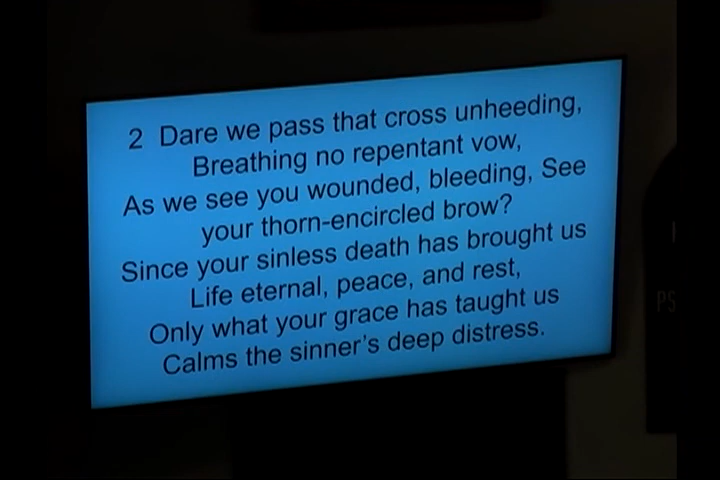 2 Dare we pass that cross unheeding,
Breathing no repentant vow,
As we see you wounded, bleeding, See
your thorn-encircled brow?
Since your sinless death has brought us
Life eternal, peace, and rest,
Only what your grace has taught us
Calms the sinner's deep distress.
PS